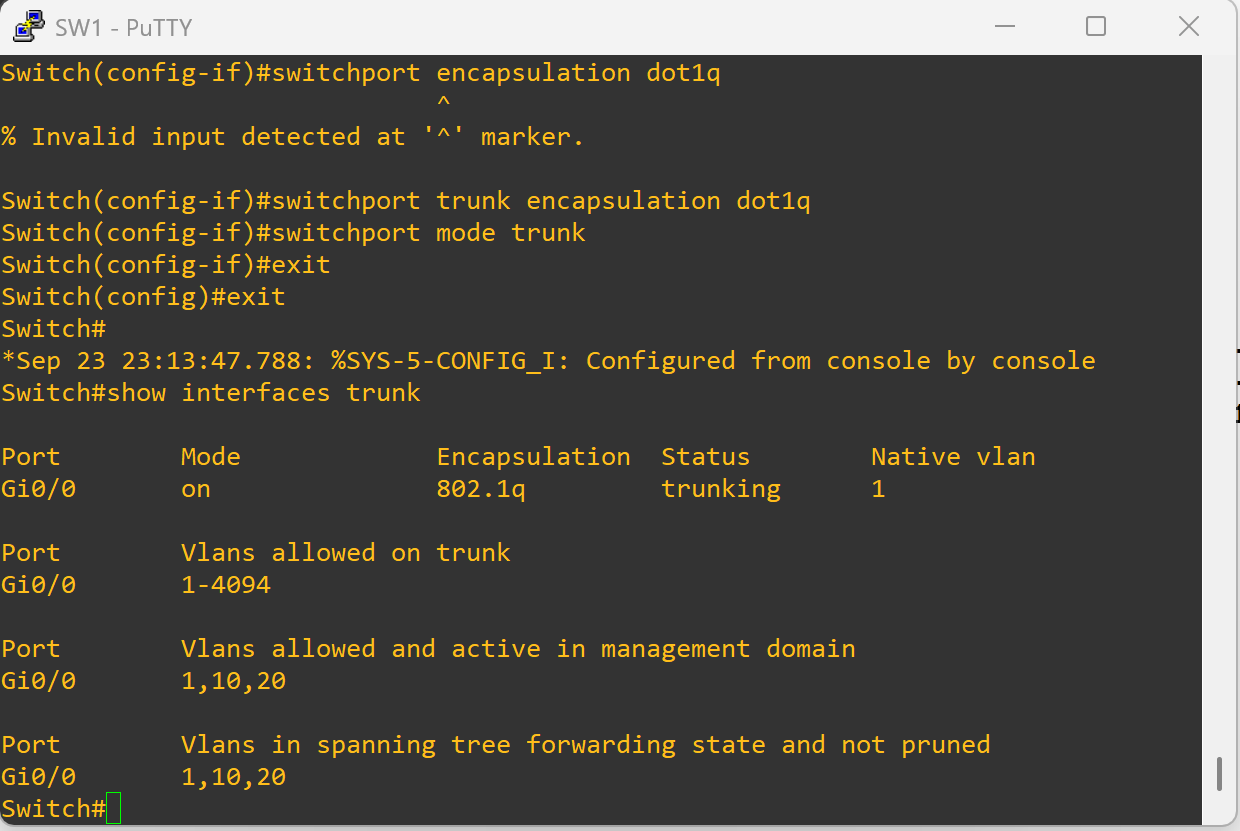 SW1 - PuTTY
Switch(config-if)#switchport encapsulation dot1q
^
% Invalid input detected at '^' marker.
Switch(config-if)#switchport trunk encapsulation dot1q
Switch(config-if)#switchport mode trunk
Switch(config-if)#exit
Switch(config)#exit
Switch#
*Sep 23 23:13:47.788: %SYS-5-CONFIG_I: Configured from console by console
Switch#show interfaces trunk
Port        Mode             Encapsulation  Status        Native vlan
Gi0/0       on               802.1q         trunking      1
Port        Vlans allowed on trunk
Gi0/0       1-4094
Port        Vlans allowed and active in management domain
Gi0/0       1,10,20
Port        Vlans in spanning tree forwarding state and not pruned
Gi0/0       1,10,20
Switch#